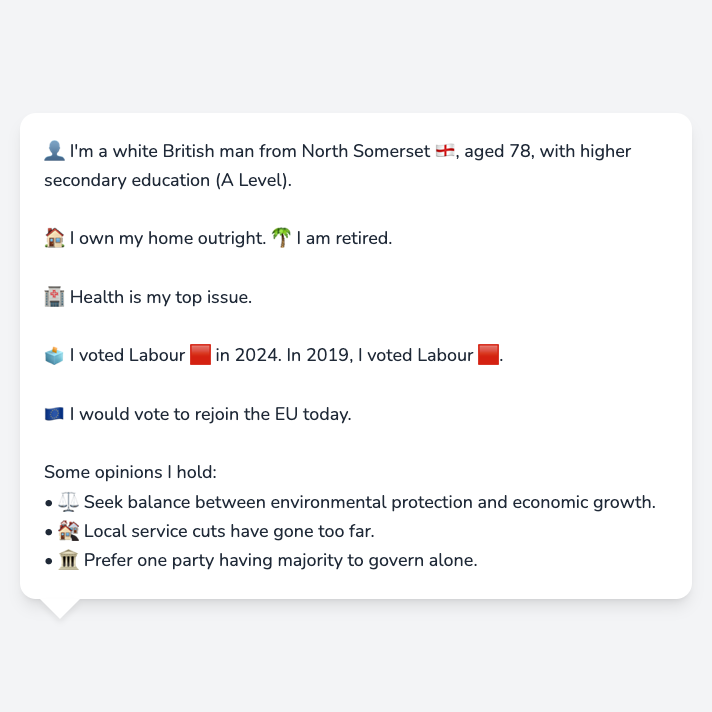 👤 I'm a white British man from North Somerset 🏴󠁧󠁢󠁥󠁮󠁧󠁿, aged 78, with higher
secondary education (A Level).
🏠 I own my home outright. 🌴 I am retired.
🏥 Health is my top issue.
🗳️ I voted Labour 🟥 in 2024. In 2019, I voted Labour 🟥.
🇪🇺 I would vote to rejoin the EU today.
Some opinions I hold:
• ⚖️ Seek balance between environmental protection and economic growth.
• 🏘️ Local service cuts have gone too far.
• 🏛️ Prefer one party having majority to govern alone.